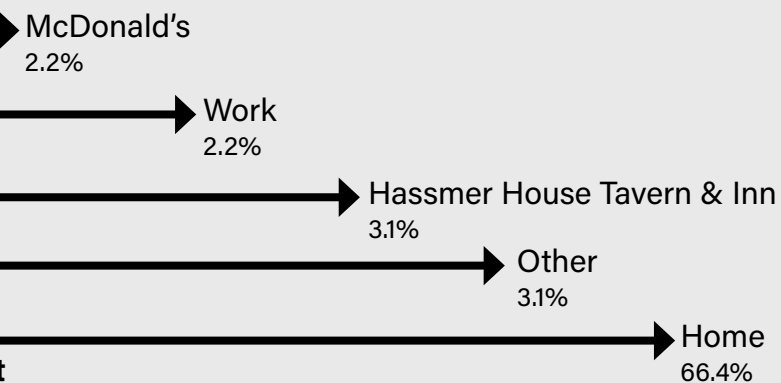 McDonald's
2.2%
Work
2.2%
Hassmer House Tavern & Inn
3.1%
Other
3.1%
Home
66.4%